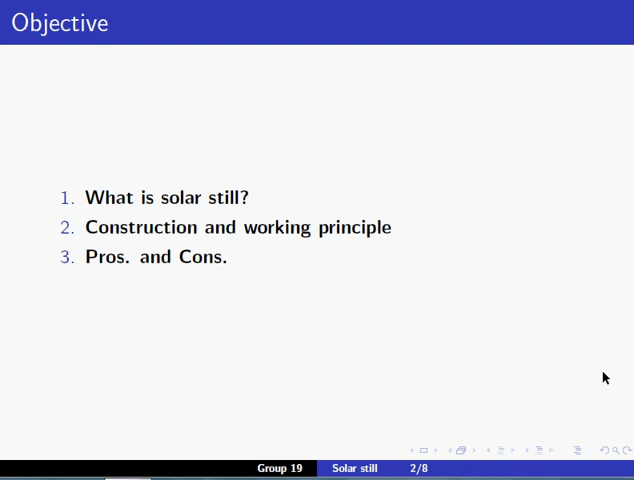 Objective
1. What is solar still?
2. Construction and working principle
3. Pros. and Cons.
Group 19 Solar still 2/8